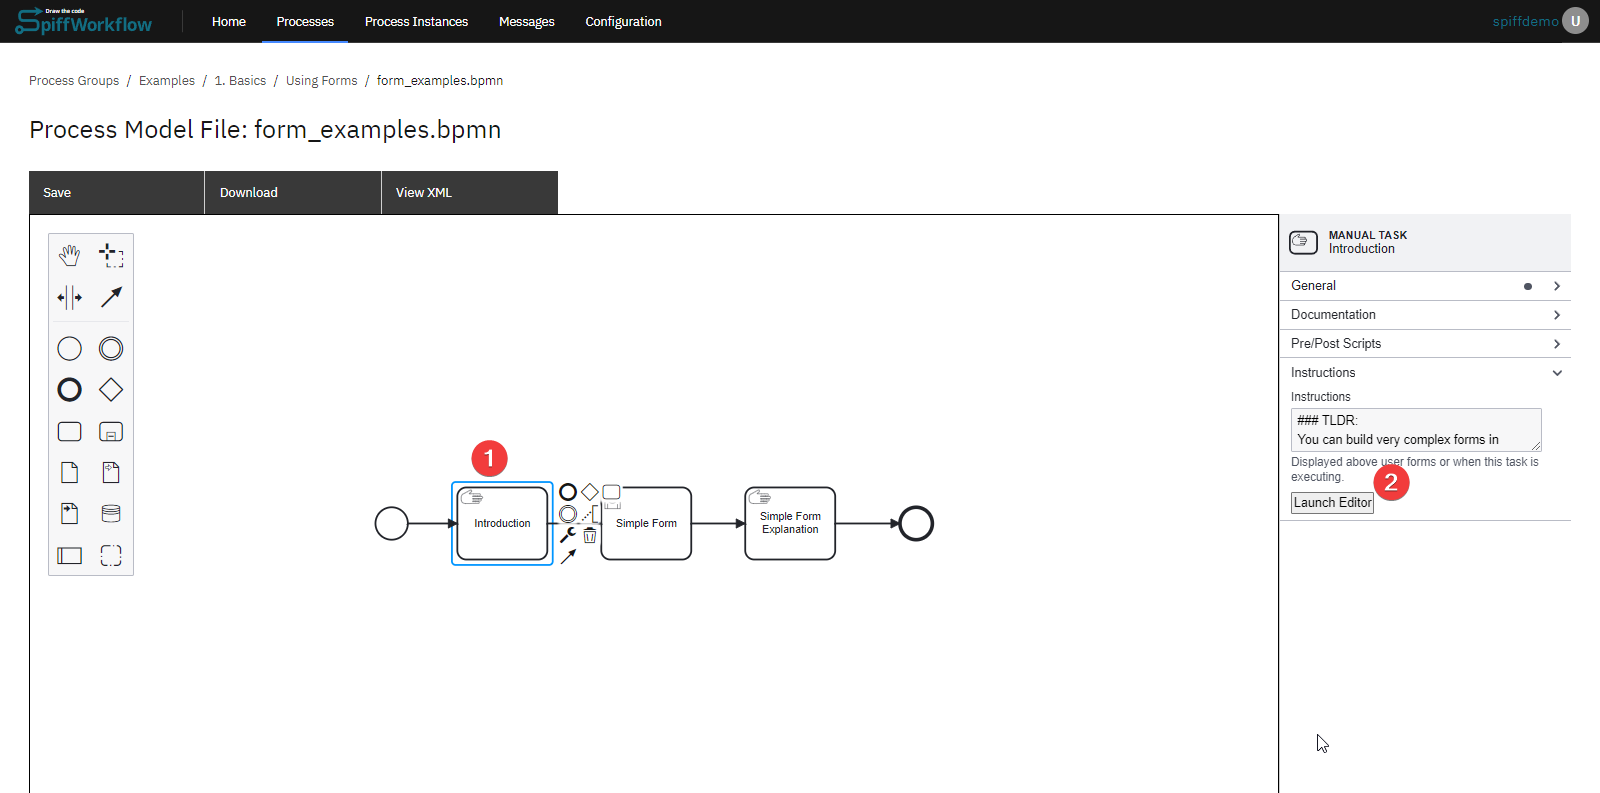 Draw the code
SpiffWorkflow
Home
Processes
Process Instances
Messages
Configuration
spiffdemo
U
Process Groups / Examples / 1. Basics / Using Forms / form_examples.bpmn
Process Model File: form_examples.bpmn
Save
Download
View XML
MANUAL TASK
Introduction
General
Documentation
Pre/Post Scripts
Instructions
Instructions
### TLDR:
You can build very complex forms in
Displayed above user forms or when this task is
executing.
2
Launch Editor
1
Introduction
Simple Form
Simple Form
Explanation